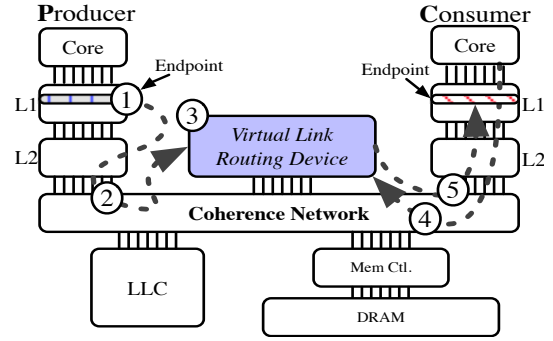 Producer
Consumer
Core
Core
Endpoint
Endpoint
L1
1
3
L1
Virtual Link
Routing Device
L2
L2
2
5
Coherence Network
4
LLC
Mem Ctl.
DRAM